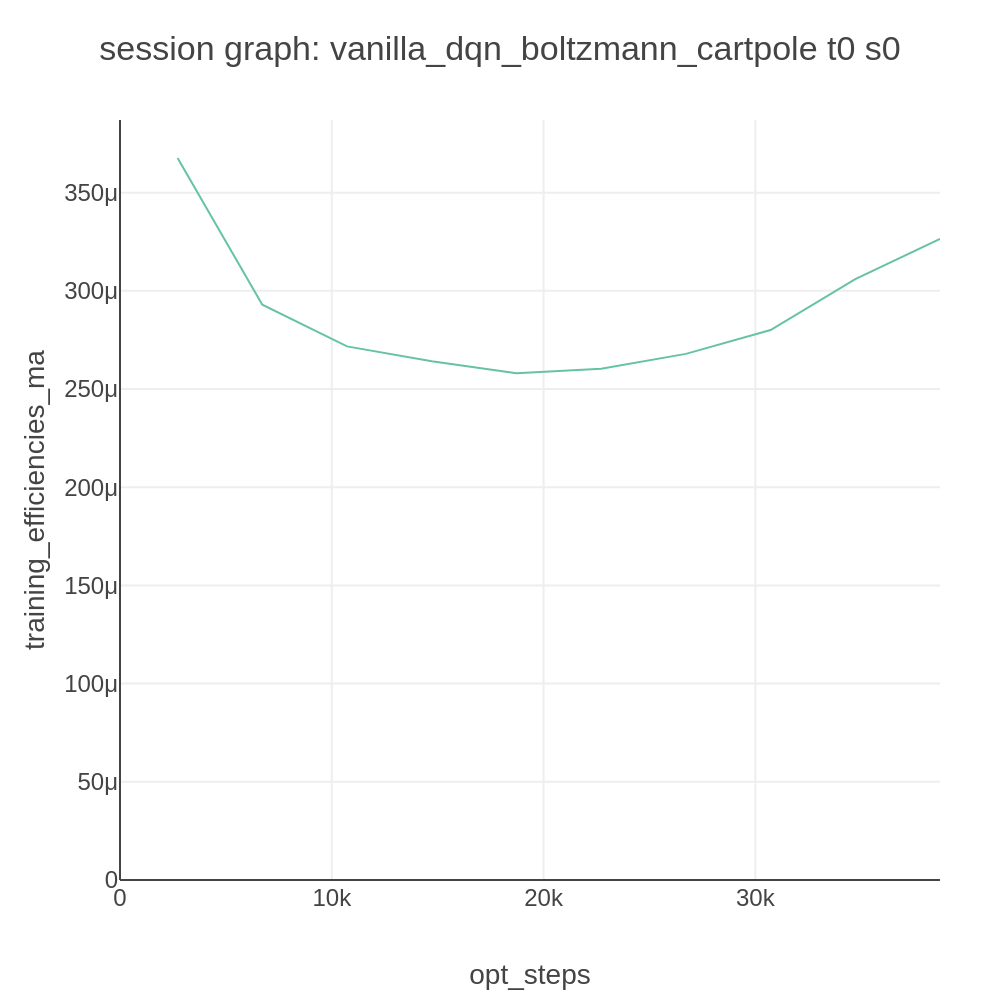 session graph: vanilla_dqn_boltzmann_cartpole t0 s0
training_efficiencies_ma
350μ
300μ
250μ
200μ
150μ
100μ
50μ
0
0
10k
20k
30k
opt_steps